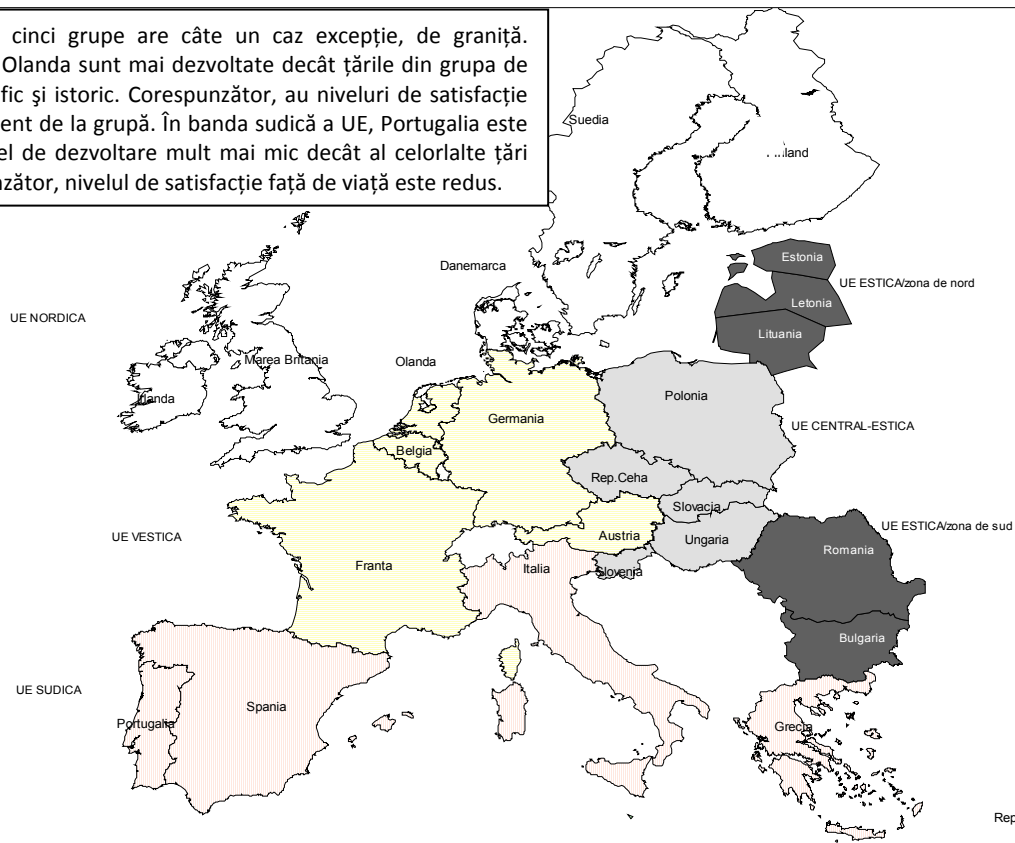 cinci grupe are câte un caz excepție, de graniță.
Olanda sunt mai dezvoltate decât țările din grupa de
fic și istoric. Corespunzător, au niveluri de satisfacție
ent de la grupă. În banda sudică a UE, Portugalia este
el de dezvoltare mult mai mic decât al celorlalte țări
nzător, nivelul de satisfacție față de viață este redus.
Suedia
Estonia
Danemarca
UE ESTICA/zona de nord
Letonia
UE NORDICA
Lituania
Marea Britania
Olanda
Irlanda
Polonia
Germania
UE CENTRAL-ESTICA
Belgia
Rep.Ceha
Slovacia
UE ESTICA/zona de sud
UE VESTICA
Austria
Ungaria
Romania
Franta
Italia
Slovenia
Bulgaria
UE SUDICA
Spania
Portugalia
Grecia
Rep